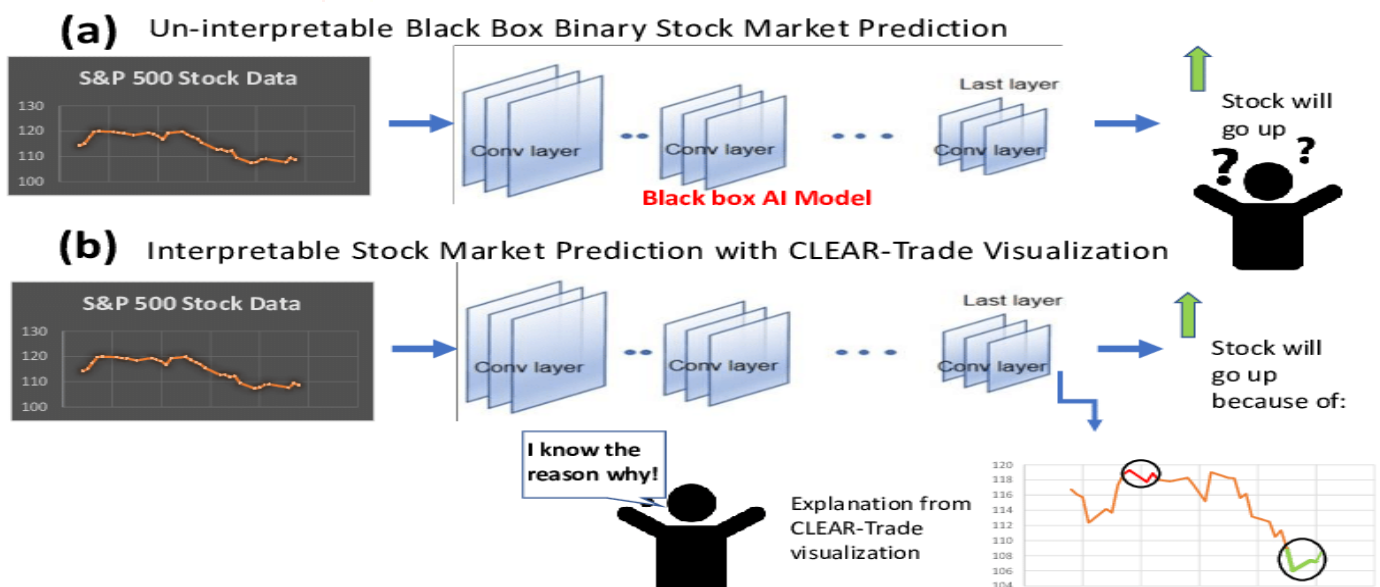 (a) Un-interpretable Black Box Binary Stock Market Prediction
S&P 500 Stock Data
130
120
110
100
Conv layer
Conv layer
Last layer
Conv layer
Black box AI Model
Stock will
go up
? ?
(b) Interpretable Stock Market Prediction with CLEAR-Trade Visualization
S&P 500 Stock Data
130
120
110
100
Conv layer
Conv layer
Last layer
Conv layer
Stock will
go up
because of:
I know the
reason why!
Explanation from
CLEAR-Trade
visualization
120
118
116
114
112
110
108
106
104